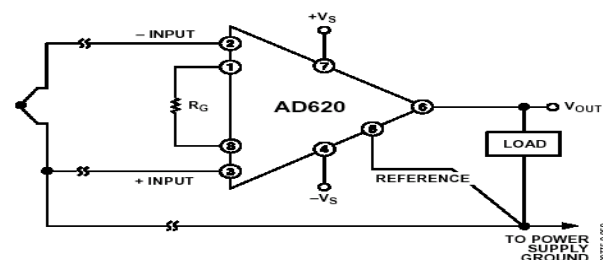 +VS
– INPUT
2
1
7
RG
AD620
6
VOUT
5
8
4
LOAD
3
+ INPUT
REFERENCE
–VS
TO POWER
SUPPLY
GROUND